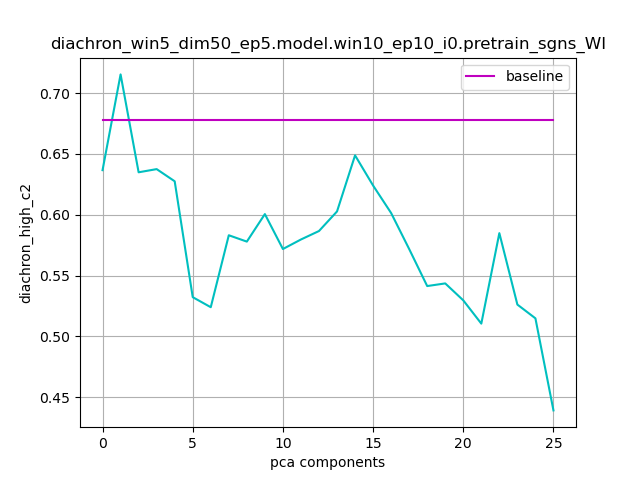 diachron_win5_dim50_ep5.model.win10_ep10_i0.pretrain_sgns_WI
baseline
0.70
0.65
0.60
0.55
0.50
0.45
diachron_high_c2
0 5 10 15 20 25
pca components